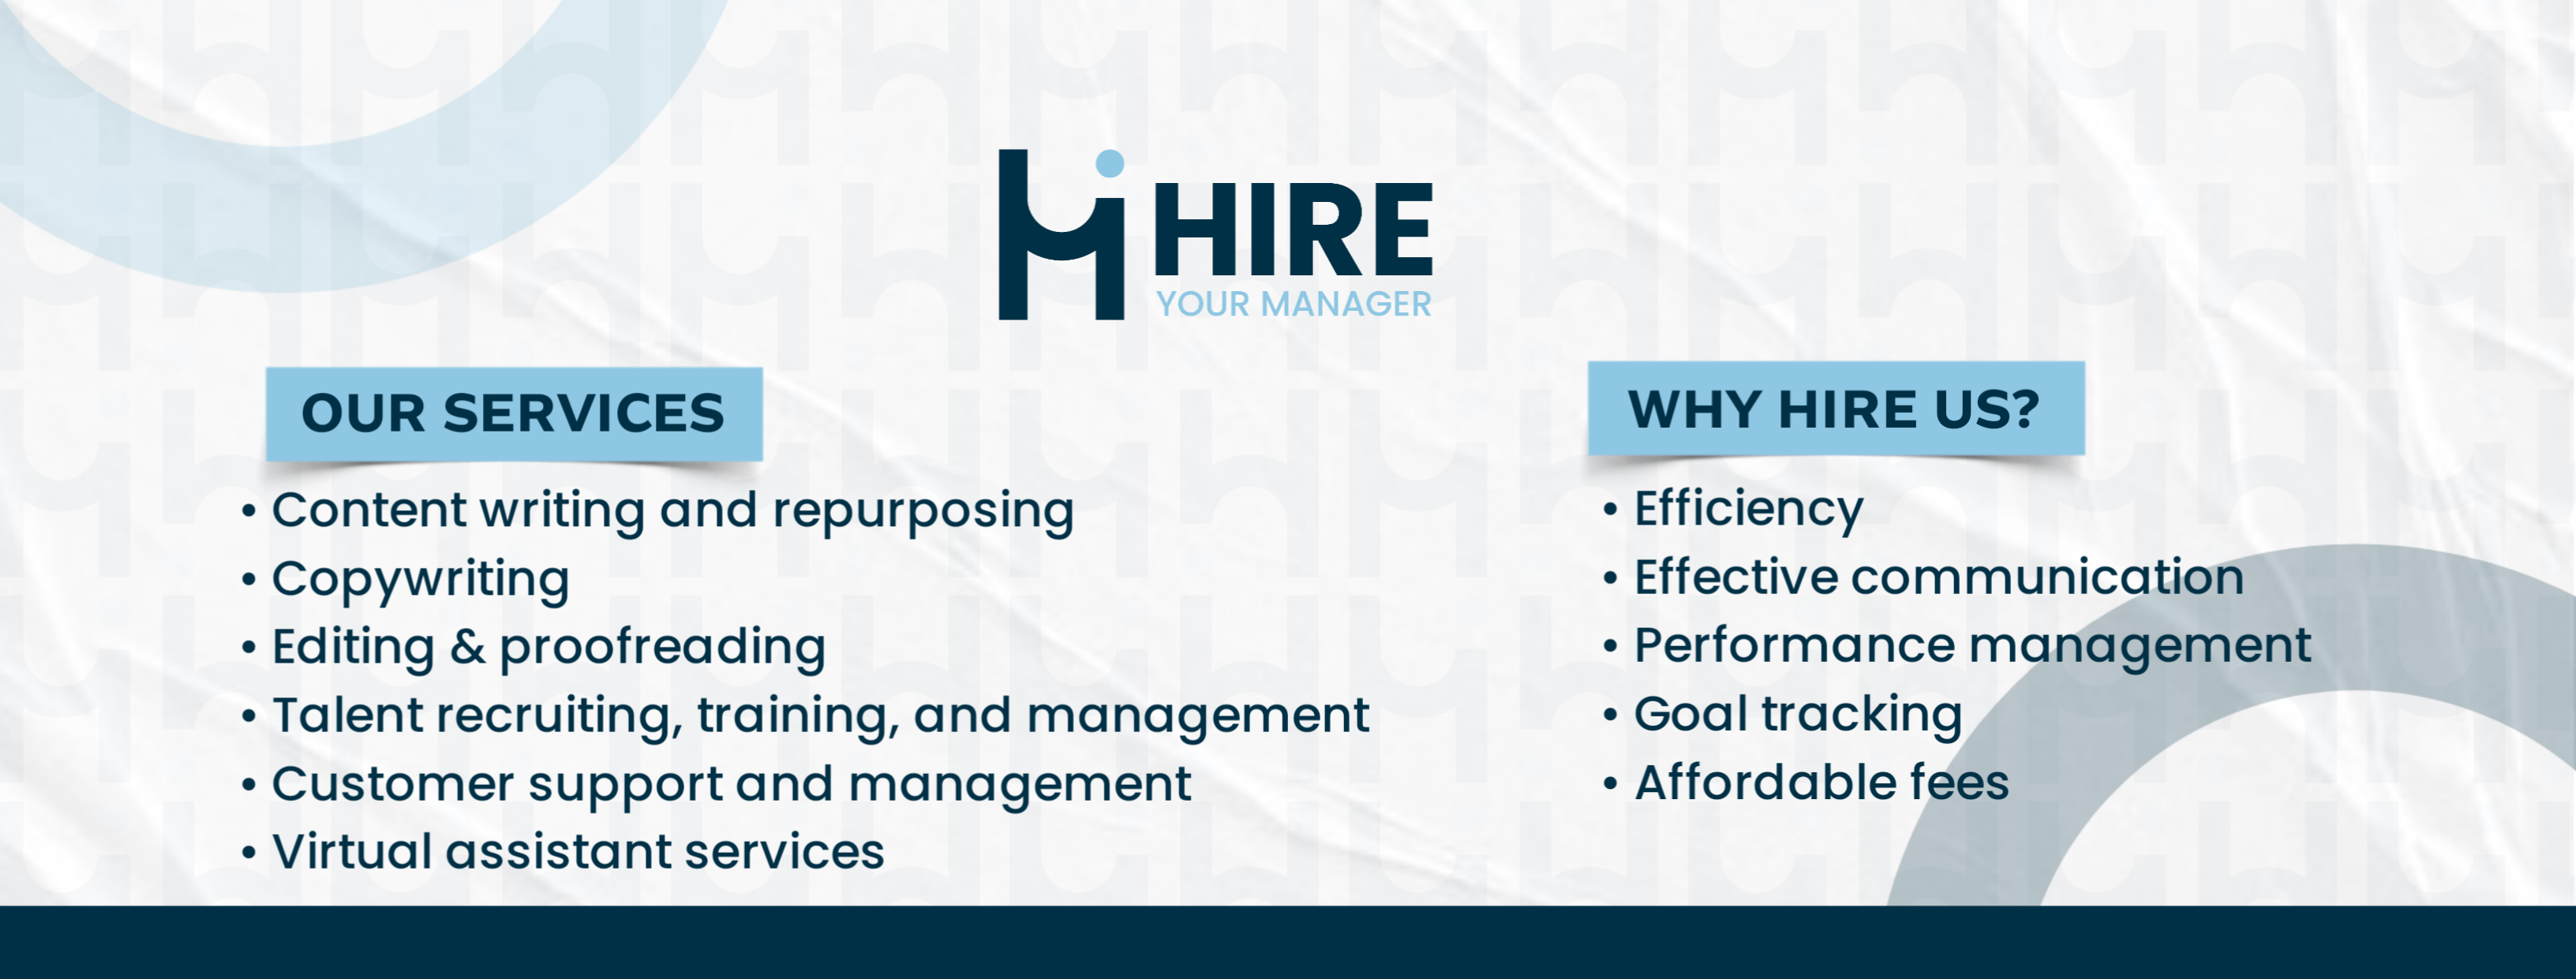 HIRE
YOUR MANAGER
OUR SERVICES
• Content writing and repurposing
• Copywriting
• Editing & proofreading
• Talent recruiting, training, and management
• Customer support and management
• Virtual assistant services
WHY HIRE US?
• Efficiency
• Effective communication
• Performance management
• Goal tracking
• Affordable fees